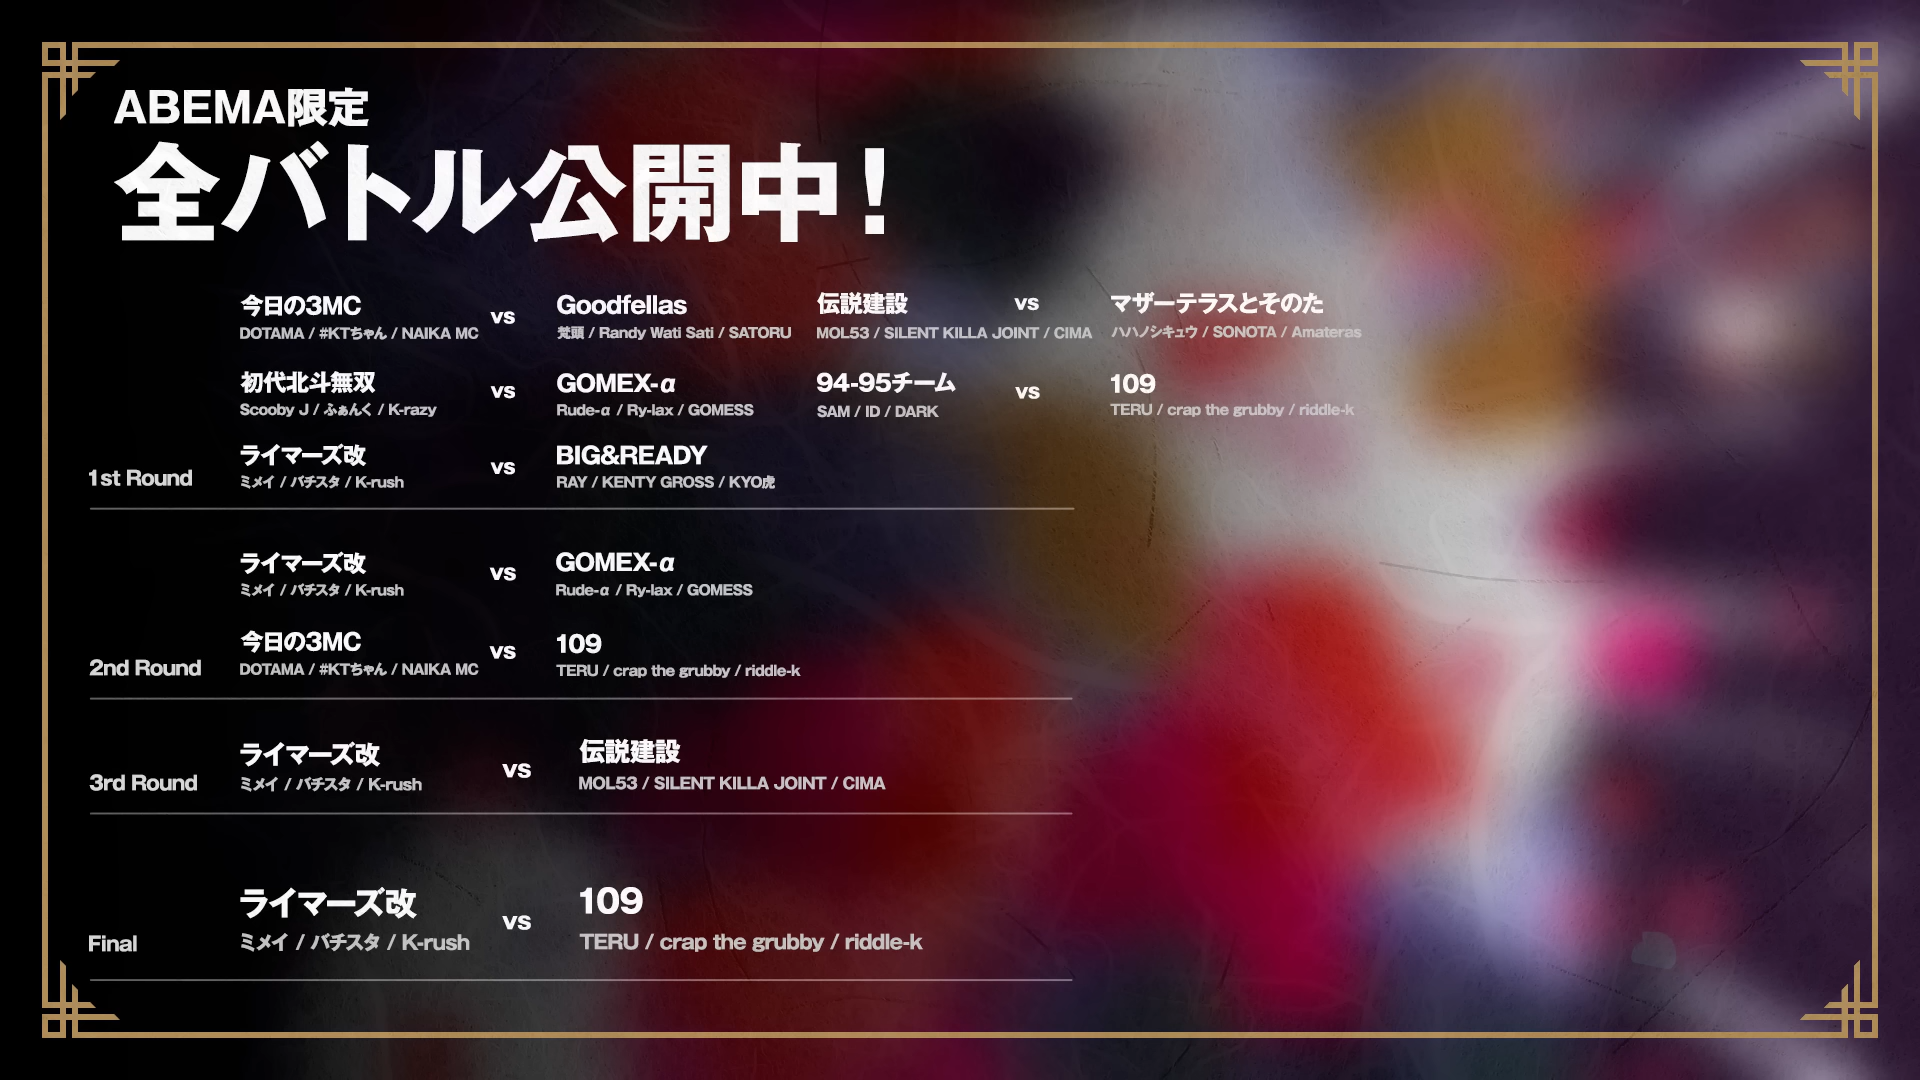 ABEMA限定
全バトル公開中！
今日の3MC vs Goodfellas 伝説建設 vs マザーテラスとそのた
DOTAMA / #KTちゃん / NAIKA MC 梵頭 / Randy Wati Sati / SATORU MOL53 / SILENT KILLA JOINT / CIMA ハハノシキュウ / SONOTA / Amateras
初代北斗無双 vs GOMEX-α 94-95チーム vs 109
Scooby J / ふぁんく / K-razy Rude-α / Ry-lax / GOMESS SAM / ID / DARK TERU / crap the grubby / riddle-k
ライマーズ改 vs BIG&READY
1st Round ミメイ / バチスタ / K-rush RAY / KENTY GROSS / KYO虎
ライマーズ改 vs GOMEX-α
ミメイ / バチスタ / K-rush Rude-α / Ry-lax / GOMESS
今日の3MC vs 109
2nd Round DOTAMA / #KTちゃん / NAIKA MC TERU / crap the grubby / riddle-k
ライマーズ改 vs 伝説建設
3rd Round ミメイ / バチスタ / K-rush MOL53 / SILENT KILLA JOINT / CIMA
ライマーズ改 vs 109
Final ミメイ / バチスタ / K-rush TERU / crap the grubby / riddle-k